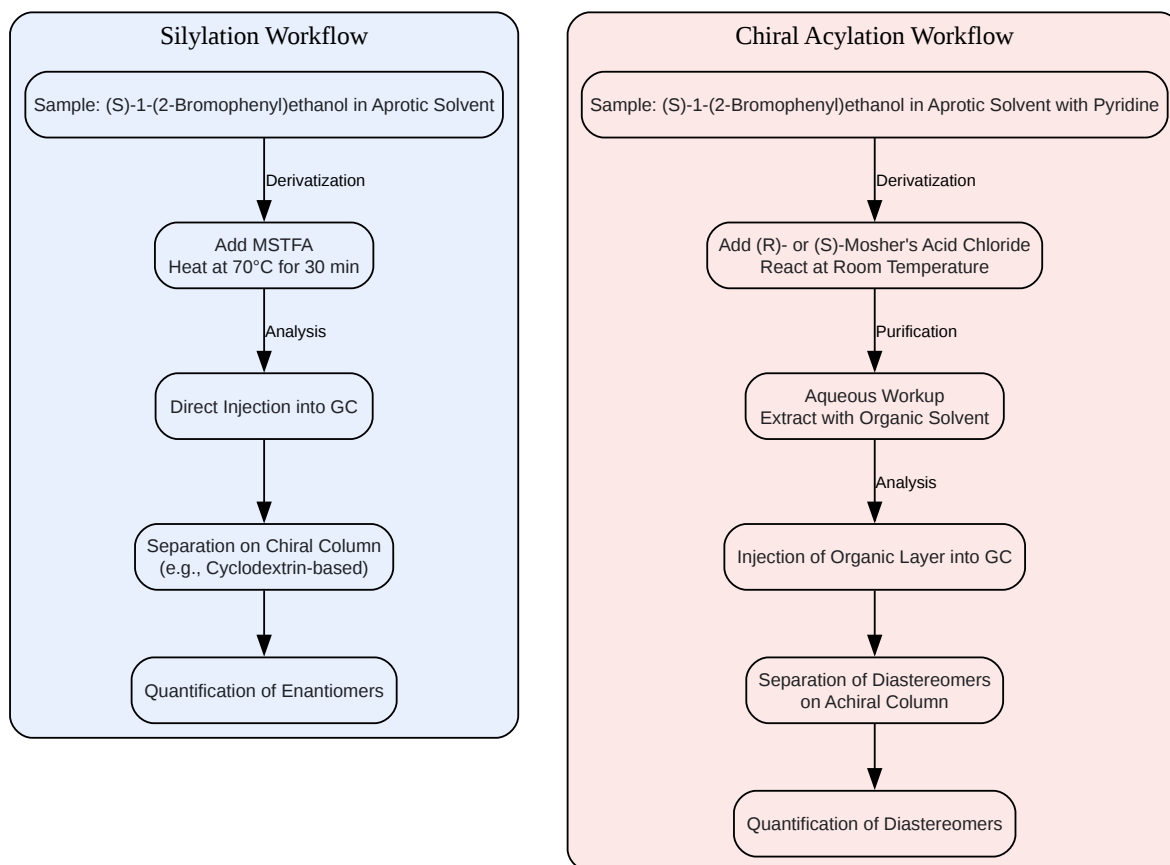 Silylation Workflow
Sample: (S)-1-(2-Bromophenyl)ethanol in Aprotic Solvent
Derivatization
Add MSTFA
Heat at 70°C for 30 min
Analysis
Direct Injection into GC
Separation on Chiral Column
(e.g., Cyclodextrin-based)
Quantification of Enantiomers
Chiral Acylation Workflow
Sample: (S)-1-(2-Bromophenyl)ethanol in Aprotic Solvent with Pyridine
Derivatization
Add (R)- or (S)-Mosher's Acid Chloride
React at Room Temperature
Purification
Aqueous Workup
Extract with Organic Solvent
Analysis
Injection of Organic Layer into GC
Separation of Diastereomers
on Achiral Column
Quantification of Diastereomers